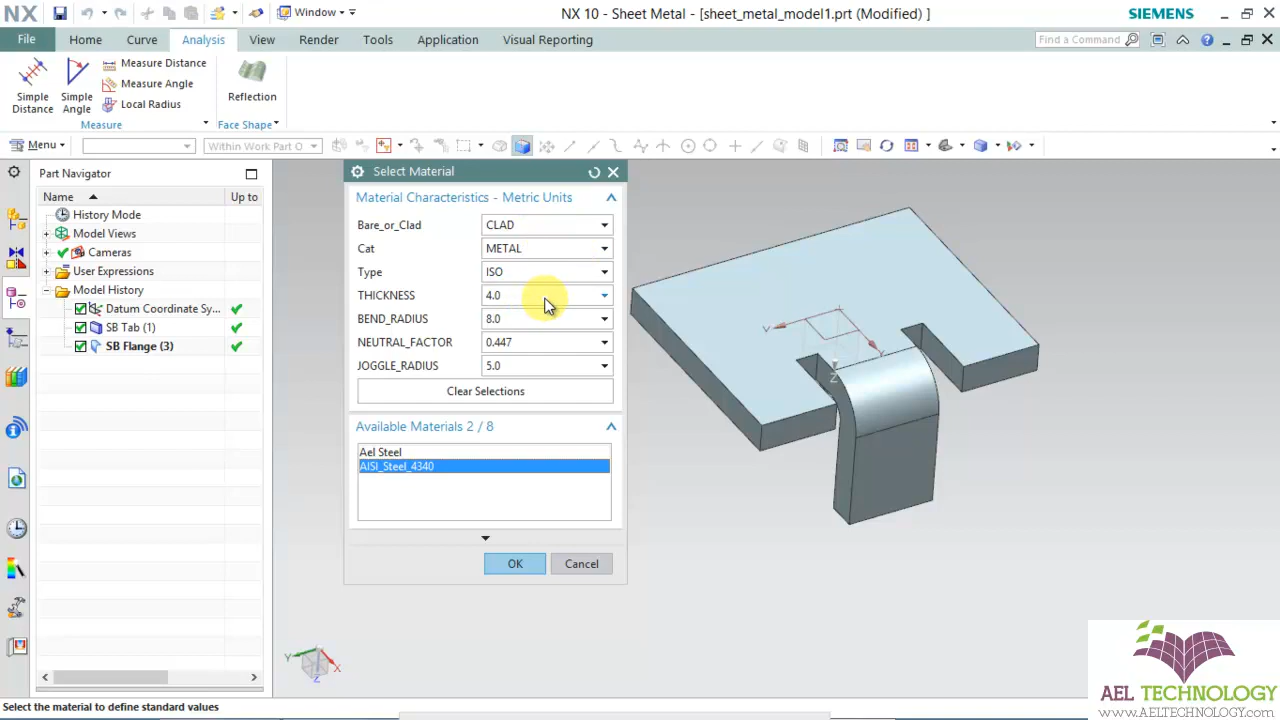 NX Window NX 10 - Sheet Metal - [sheet_metal_model1.prt (Modified) ] SIEMENS
File Home Curve Analysis View Render Tools Application Visual Reporting Find a Command
Simple Distance
Simple Angle
Measure Distance
Measure Angle
Local Radius
Reflection
Measure Face Shape
Menu Within Work Part O
Part Navigator
Name Up to
History Mode
Model Views
Cameras
User Expressions
Model History
Datum Coordinate Sy...
SB Tab (1)
SB Flange (3)
Select Material
Material Characteristics - Metric Units
Bare_or_Clad CLAD
Cat METAL
Type ISO
THICKNESS 4.0
BEND_RADIUS 8.0
NEUTRAL_FACTOR 0.447
JOGGLE_RADIUS 5.0
Clear Selections
Available Materials 2 / 8
Ael Steel
AISI_Steel_4340
OK Cancel
Y
Z
Y X
Z
Select the material to define standard values
AEL TECHNOLOGY
www.AELTECHNOLOGY.com